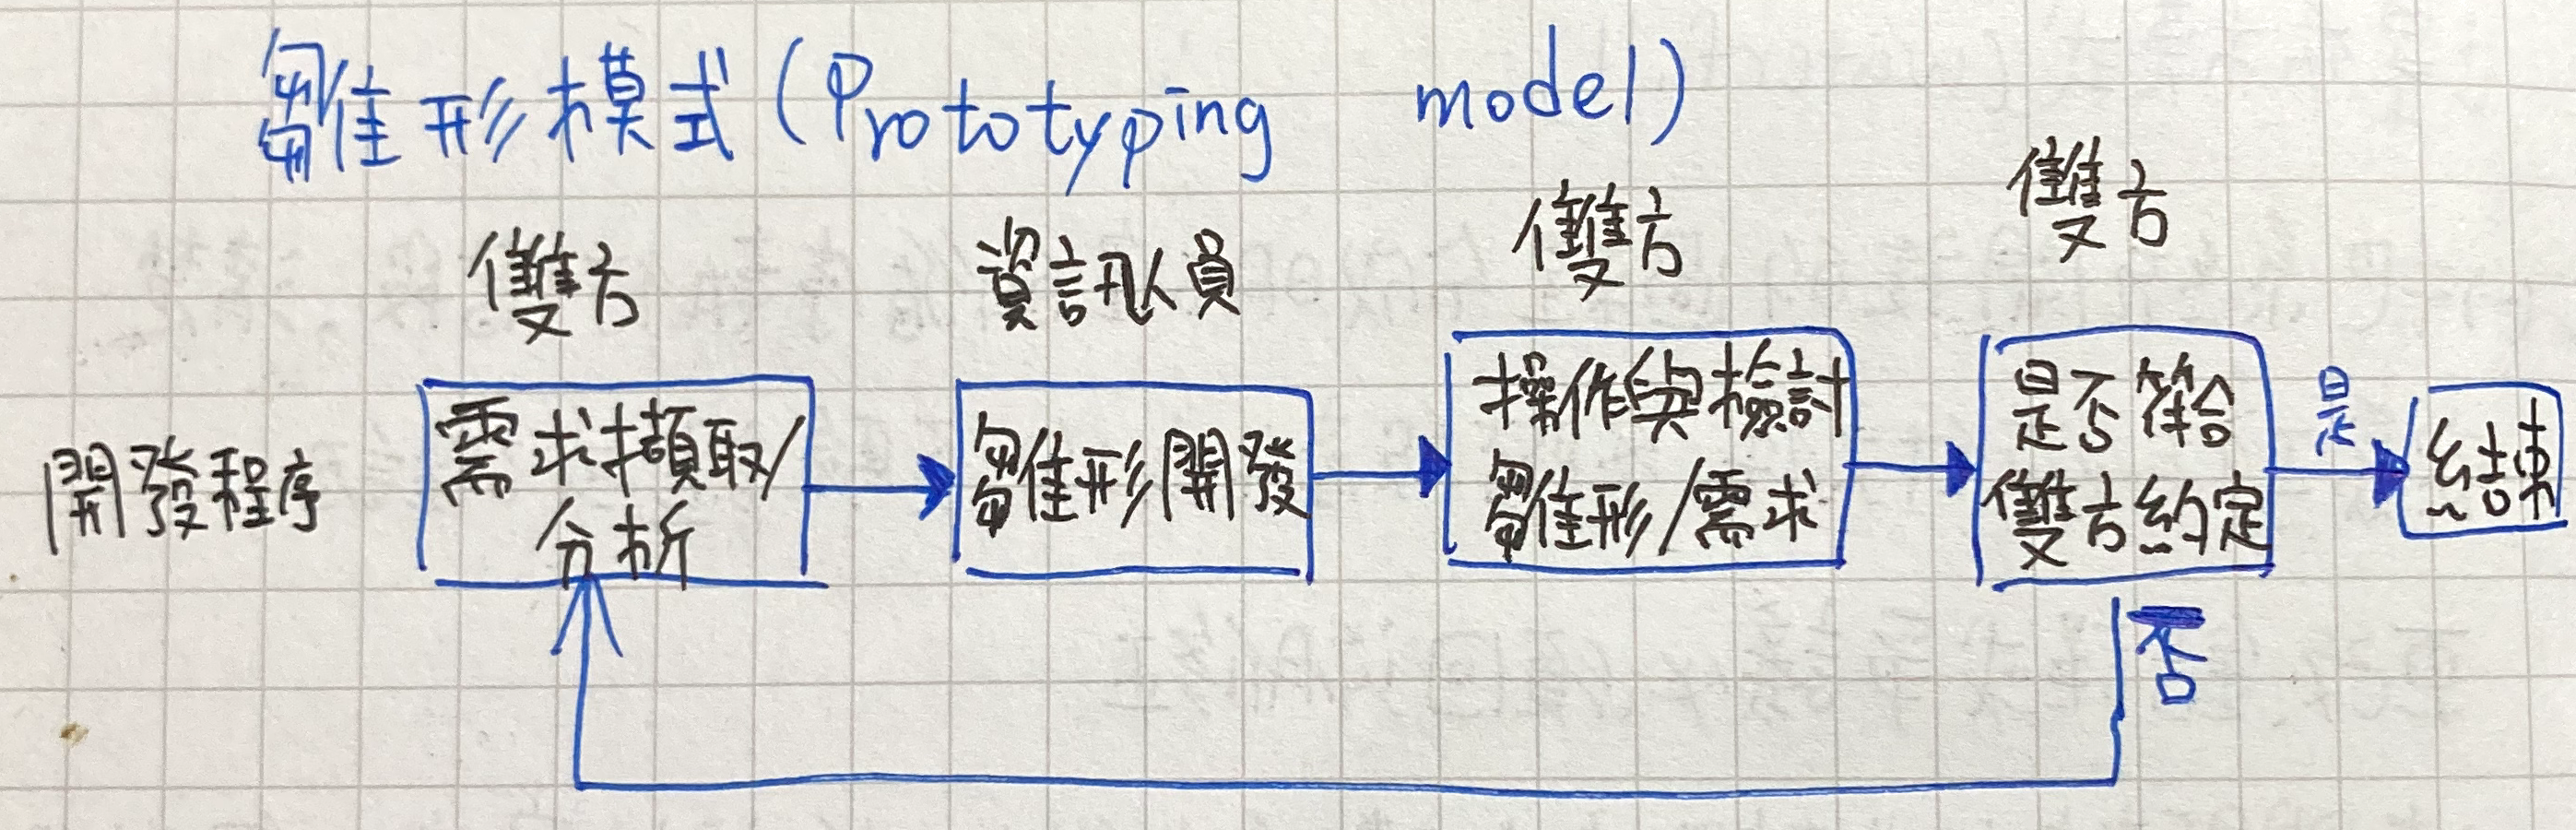 雛形模式(Prototyping model)
雙方 資訊人員 雙方 雙方
開發程序
需求擷取/
分析
雛形開發
操作與檢討
雛形/需求
是否符合
雙方約定
是
結束
否